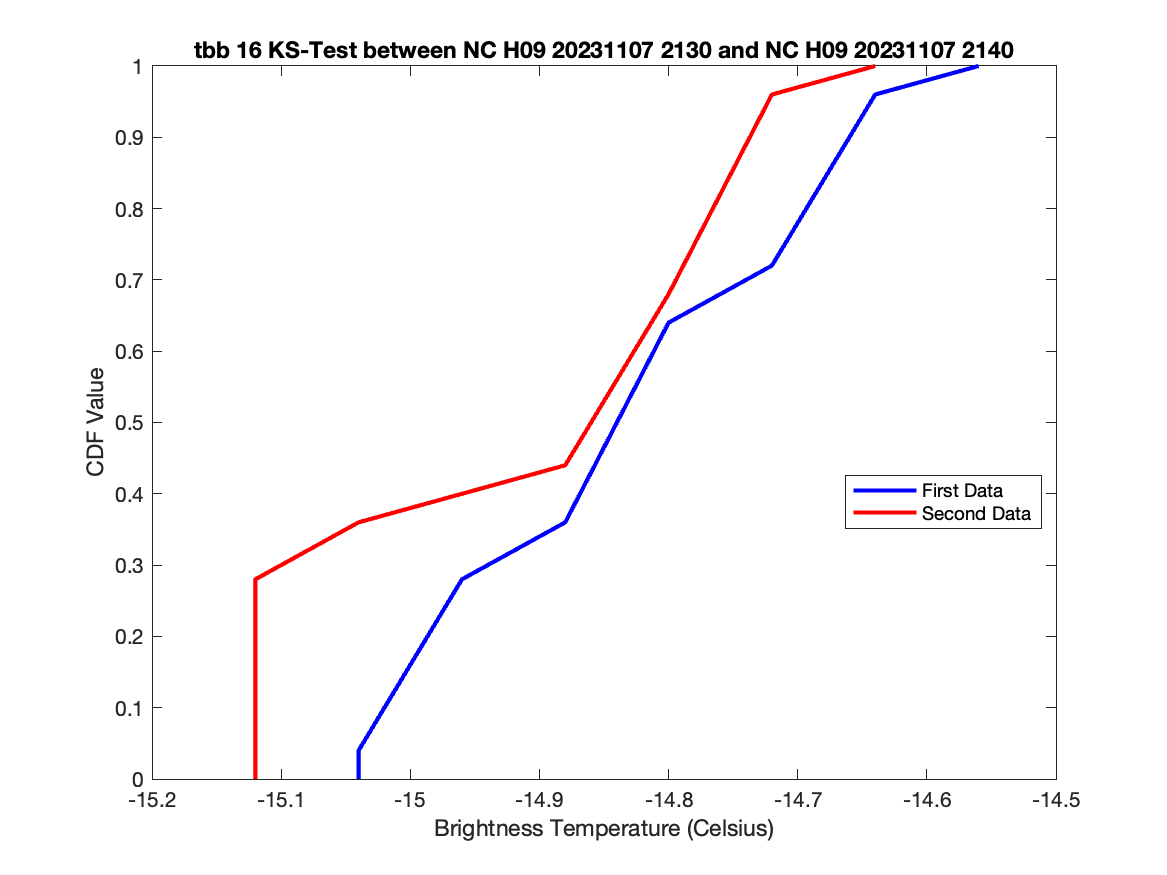 tbb 16 KS-Test between NC H09 20231107 2130 and NC H09 20231107 2140
1
0.9
0.8
0.7
0.6
0.5
0.4
0.3
0.2
0.1
0
CDF Value
First Data
Second Data
-15.2 -15.1 -15 -14.9 -14.8 -14.7 -14.6 -14.5
Brightness Temperature (Celsius)